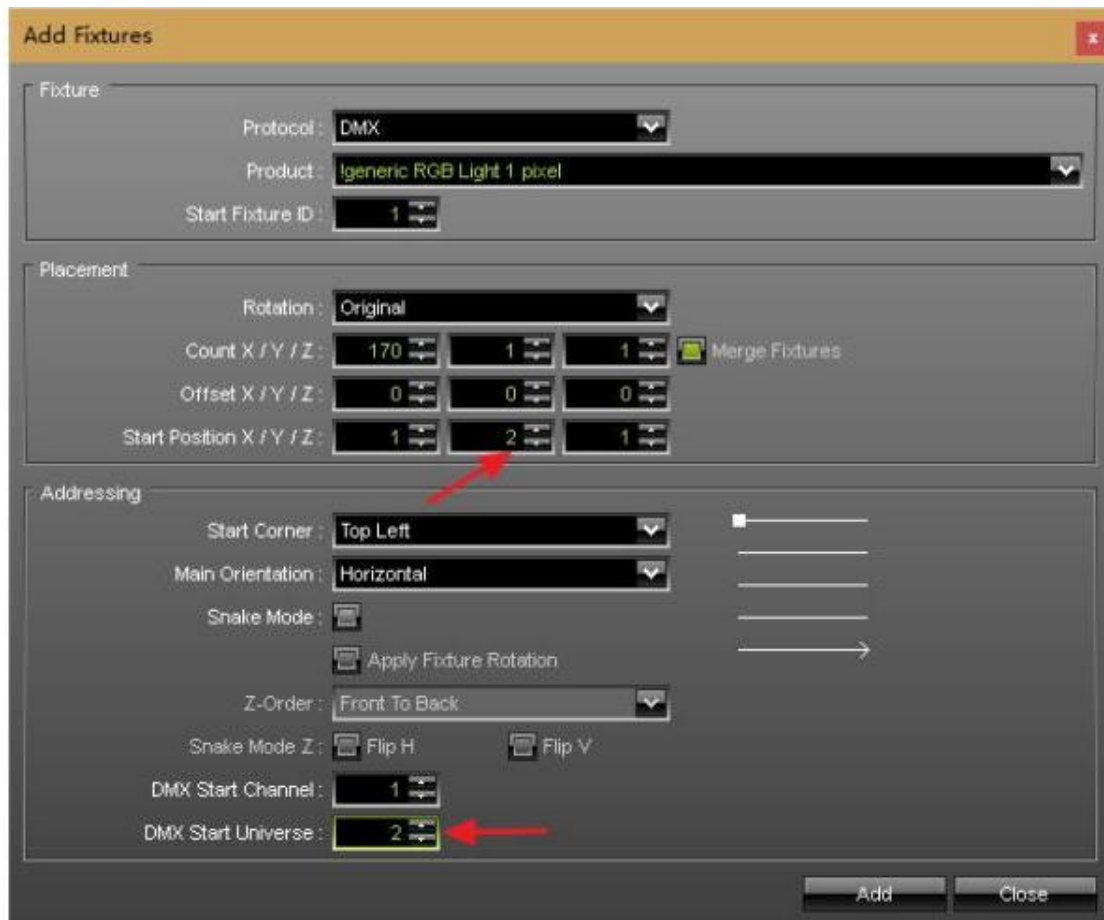 Add Fixtures
x
Fixture
Protocol : DMX
Product : !generic RGB Light 1 pixel
Start Fixture ID : 1
Placement
Rotation : Original
Count X / Y / Z : 170 1 1 Merge Fixtures
Offset X / Y / Z : 0 0 0
Start Position X / Y / Z : 1 2 1
Addressing
Start Corner : Top Left
Main Orientation : Horizontal
Snake Mode :
Apply Fixture Rotation
Z-Order : Front To Back
Snake Mode Z : Flip H Flip V
DMX Start Channel : 1
DMX Start Universe : 2
Add Close